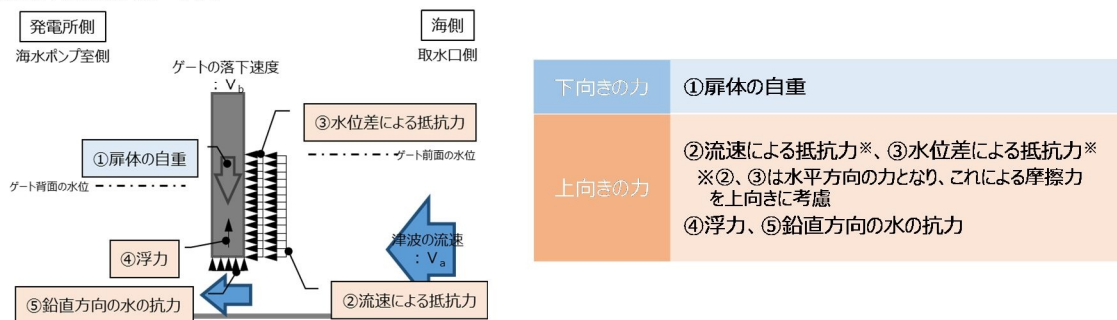 発電所側
海水ポンプ室側
海側
取水口側
ゲートの落下速度
:Vb
③水位差による抵抗力
①扉体の自重
ゲート前面の水位
ゲート背面の水位
津波の流速
:Va
④浮力
⑤鉛直方向の水の抗力
②流速による抵抗力
下向きの力
①扉体の自重
上向きの力
②流速による抵抗力※、③水位差による抵抗力※
※②、③は水平方向の力となり、これによる摩擦力
を上向きに考慮
④浮力、⑤鉛直方向の水の抗力